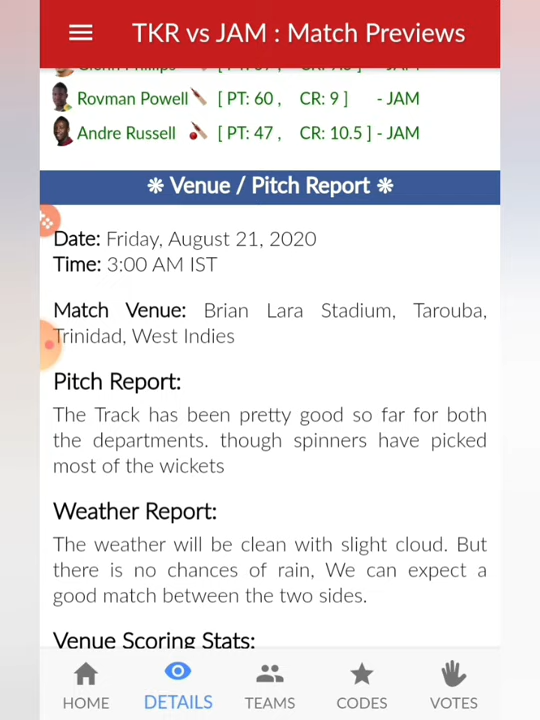 TKR vs JAM : Match Previews
Rovman Powell [ PT: 60 , CR: 9 ] - JAM
Andre Russell [ PT: 47 , CR: 10.5 ] - JAM
❋ Venue / Pitch Report ❋
Date: Friday, August 21, 2020
Time: 3:00 AM IST
Match Venue: Brian Lara Stadium, Tarouba,
Trinidad, West Indies
Pitch Report:
The Track has been pretty good so far for both
the departments. though spinners have picked
most of the wickets
Weather Report:
The weather will be clean with slight cloud. But
there is no chances of rain, We can expect a
good match between the two sides.
Venue Scoring Stats:
HOME DETAILS TEAMS CODES VOTES